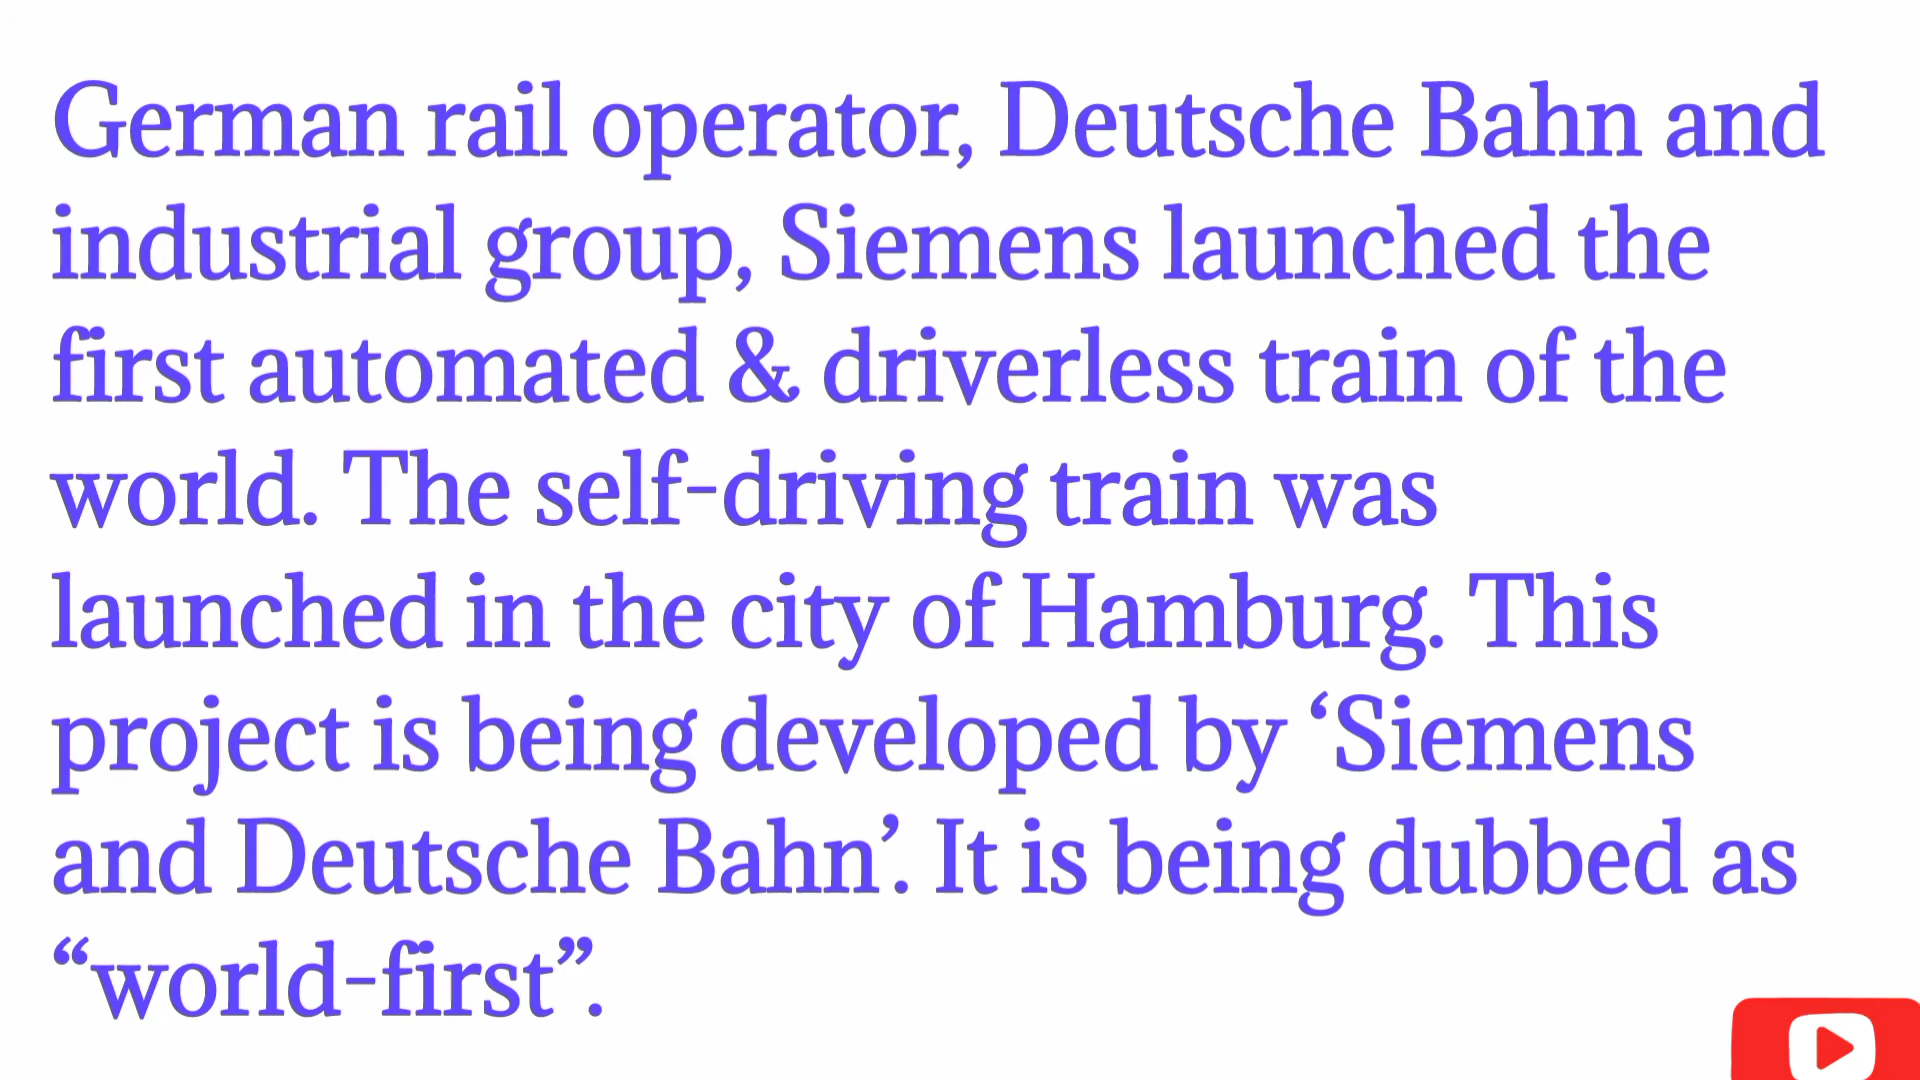 German rail operator, Deutsche Bahn and
industrial group, Siemens launched the
first automated & driverless train of the
world. The self-driving train was
launched in the city of Hamburg. This
project is being developed by ‘Siemens
and Deutsche Bahn’. It is being dubbed as
“world-first”.